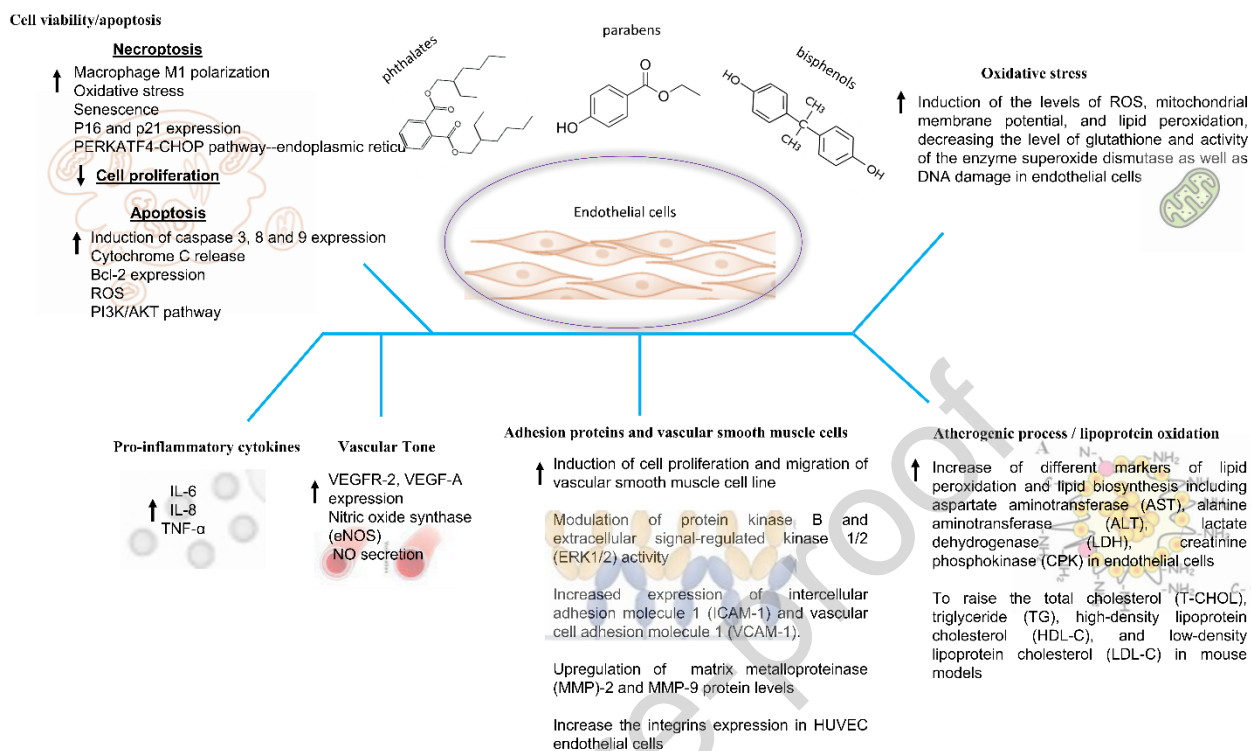 Cell viability/apoptosis
Necroptosis
Macrophage M1 polarization
Oxidative stress
Senescence
P16 and p21 expression
PERKATF4-CHOP pathway--endoplasmic reticu
Cell proliferation
Apoptosis
Induction of caspase 3, 8 and 9 expression
Cytochrome C release
Bcl-2 expression
ROS
PI3K/AKT pathway
phthalates
O
O
O
O
parabens
O
O
HO
bisphenols
HO
CH3
C
CH3
OH
Endothelial cells
Oxidative stress
Induction of the levels of ROS, mitochondrial
membrane potential, and lipid peroxidation,
decreasing the level of glutathione and activity
of the enzyme superoxide dismutase as well as
DNA damage in endothelial cells
Pro-inflammatory cytokines
IL-6
IL-8
TNF-α
Vascular Tone
VEGFR-2, VEGF-A
expression
Nitric oxide synthase
(eNOS)
NO secretion
Adhesion proteins and vascular smooth muscle cells
Induction of cell proliferation and migration of
vascular smooth muscle cell line
Modulation of protein kinase B and
extracellular signal-regulated kinase 1/2
(ERK1/2) activity
Increased expression of intercellular
adhesion molecule 1 (ICAM-1) and vascular
cell adhesion molecule 1 (VCAM-1).
Upregulation of matrix metalloproteinase
(MMP)-2 and MMP-9 protein levels
Increase the integrins expression in HUVEC
endothelial cells
Atherogenic process / lipoprotein oxidation
A
N-
-NH2
Increase of different markers of lipid
peroxidation and lipid biosynthesis including
aspartate aminotransferase (AST), alanine
aminotransferase (ALT), lactate
dehydrogenase (LDH), creatinine
phosphokinase (CPK) in endothelial cells
-NH2
-NH2
C-
To raise the total cholesterol (T-CHOL),
triglyceride (TG), high-density lipoprotein
cholesterol (HDL-C), and low-density
lipoprotein cholesterol (LDL-C) in mouse
models
e-proof